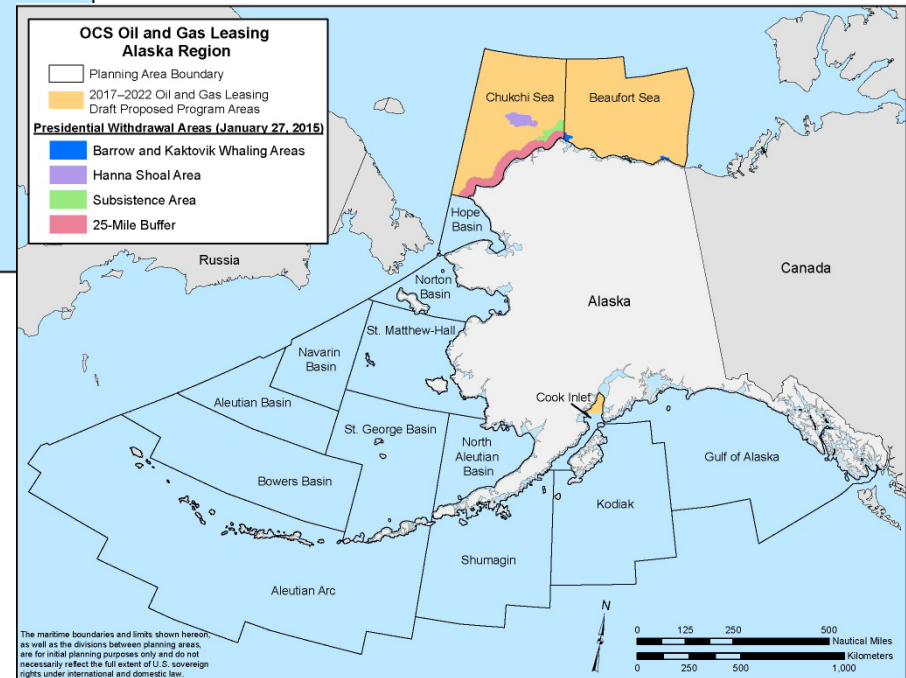 OCS Oil and Gas Leasing
Alaska Region
Planning Area Boundary
2017–2022 Oil and Gas Leasing
Draft Proposed Program Areas
Presidential Withdrawal Areas (January 27, 2015)
Barrow and Kaktovik Whaling Areas
Hanna Shoal Area
Subsistence Area
25-Mile Buffer
Chukchi Sea
Beaufort Sea
Hope
Basin
Russia
Canada
Norton
Basin
Alaska
St. Matthew-Hall
Navarin
Basin
Aleutian Basin
Cook Inlet
St. George Basin
North
Aleutian
Basin
Gulf of Alaska
Bowers Basin
Kodiak
Shumagin
Aleutian Arc
N
The maritime boundaries and limits shown hereon,
as well as the divisions between planning areas,
are for initial planning purposes only and do not
necessarily reflect the full extent of U.S. sovereign
rights under international and domestic law.
0 125 250 500
Nautical Miles
Kilometers
0 250 500 1,000